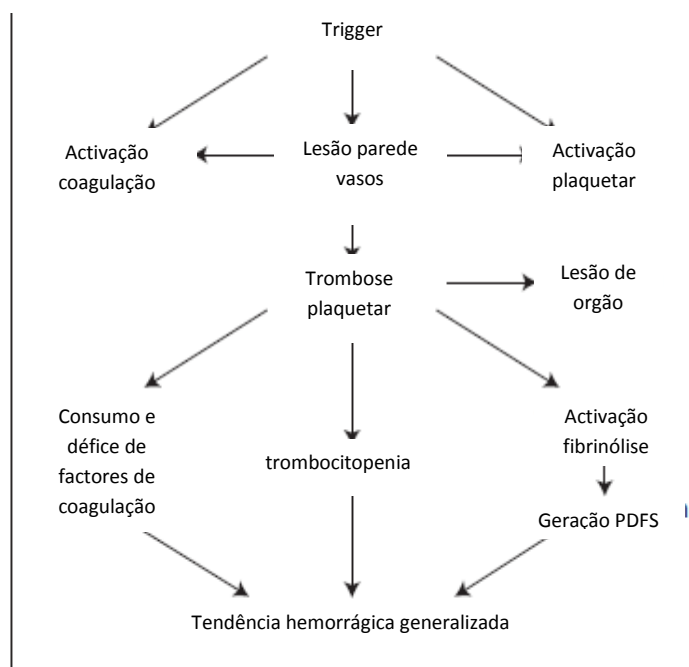 Trigger
Activação
coagulação
Lesão parede
vasos
Activação
plaquetar
Trombose
plaquetar
Lesão de
orgão
Consumo e
défice de
factores de
coagulação
trombocitopenia
Activação
fibrinólise
Geração PDFS
Tendência hemorrágica generalizada